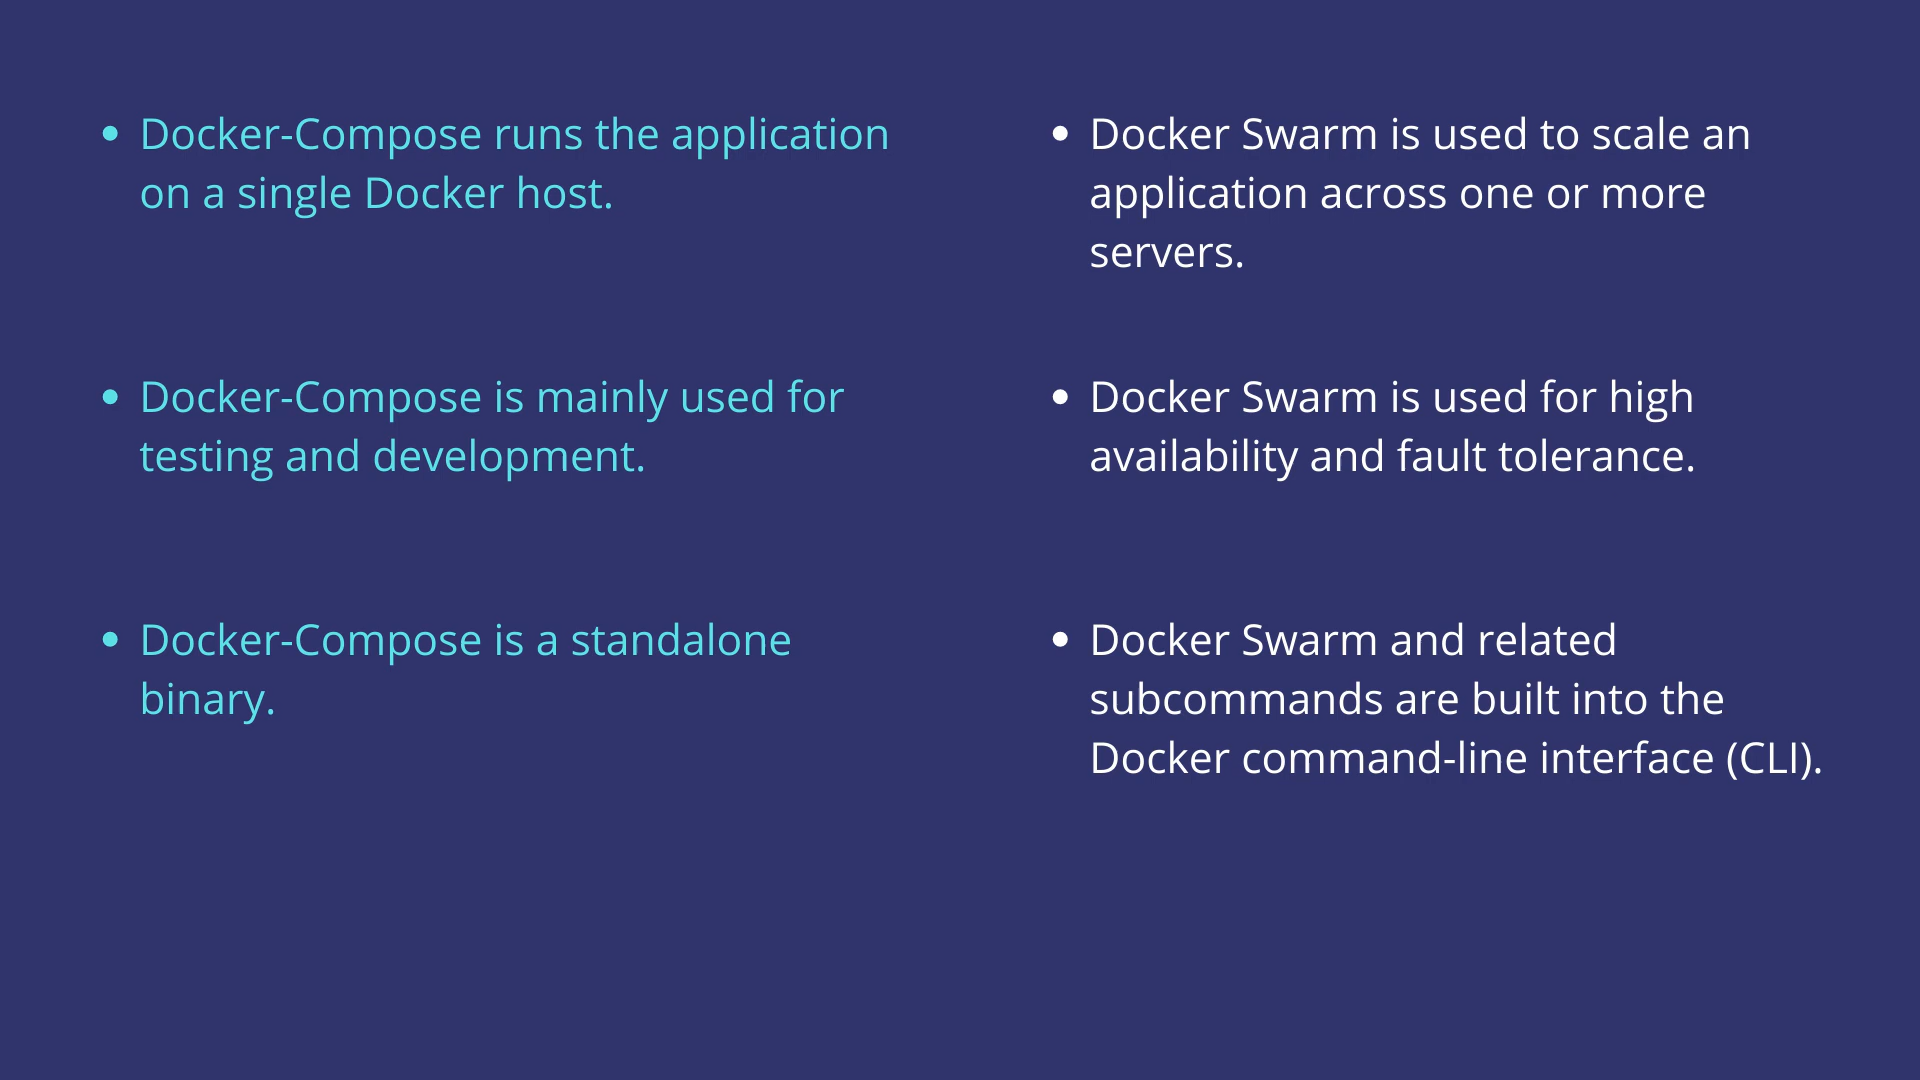 • Docker-Compose runs the application
on a single Docker host.
• Docker-Compose is mainly used for
testing and development.
• Docker-Compose is a standalone
binary.
• Docker Swarm is used to scale an
application across one or more
servers.
• Docker Swarm is used for high
availability and fault tolerance.
• Docker Swarm and related
subcommands are built into the
Docker command-line interface (CLI).